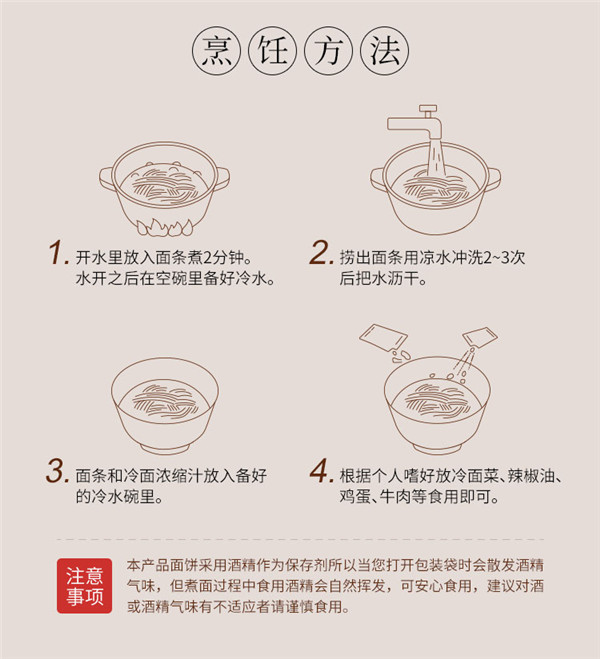 烹饪方法
1. 开水里放入面条煮2分钟。
水开之后在空碗里备好冷水。
2. 捞出面条用凉水冲洗2~3次
后把水沥干。
3. 面条和冷面浓缩汁放入备好
的冷水碗里。
4. 根据个人嗜好放冷面菜、辣椒油、
鸡蛋、牛肉等食用即可。
注意
事项
本产品面饼采用酒精作为保存剂所以当您打开包装袋时会散发酒精
气味，但煮面过程中食用酒精会自然挥发，可安心食用，建议对酒
或酒精气味有不适应者请谨慎食用。